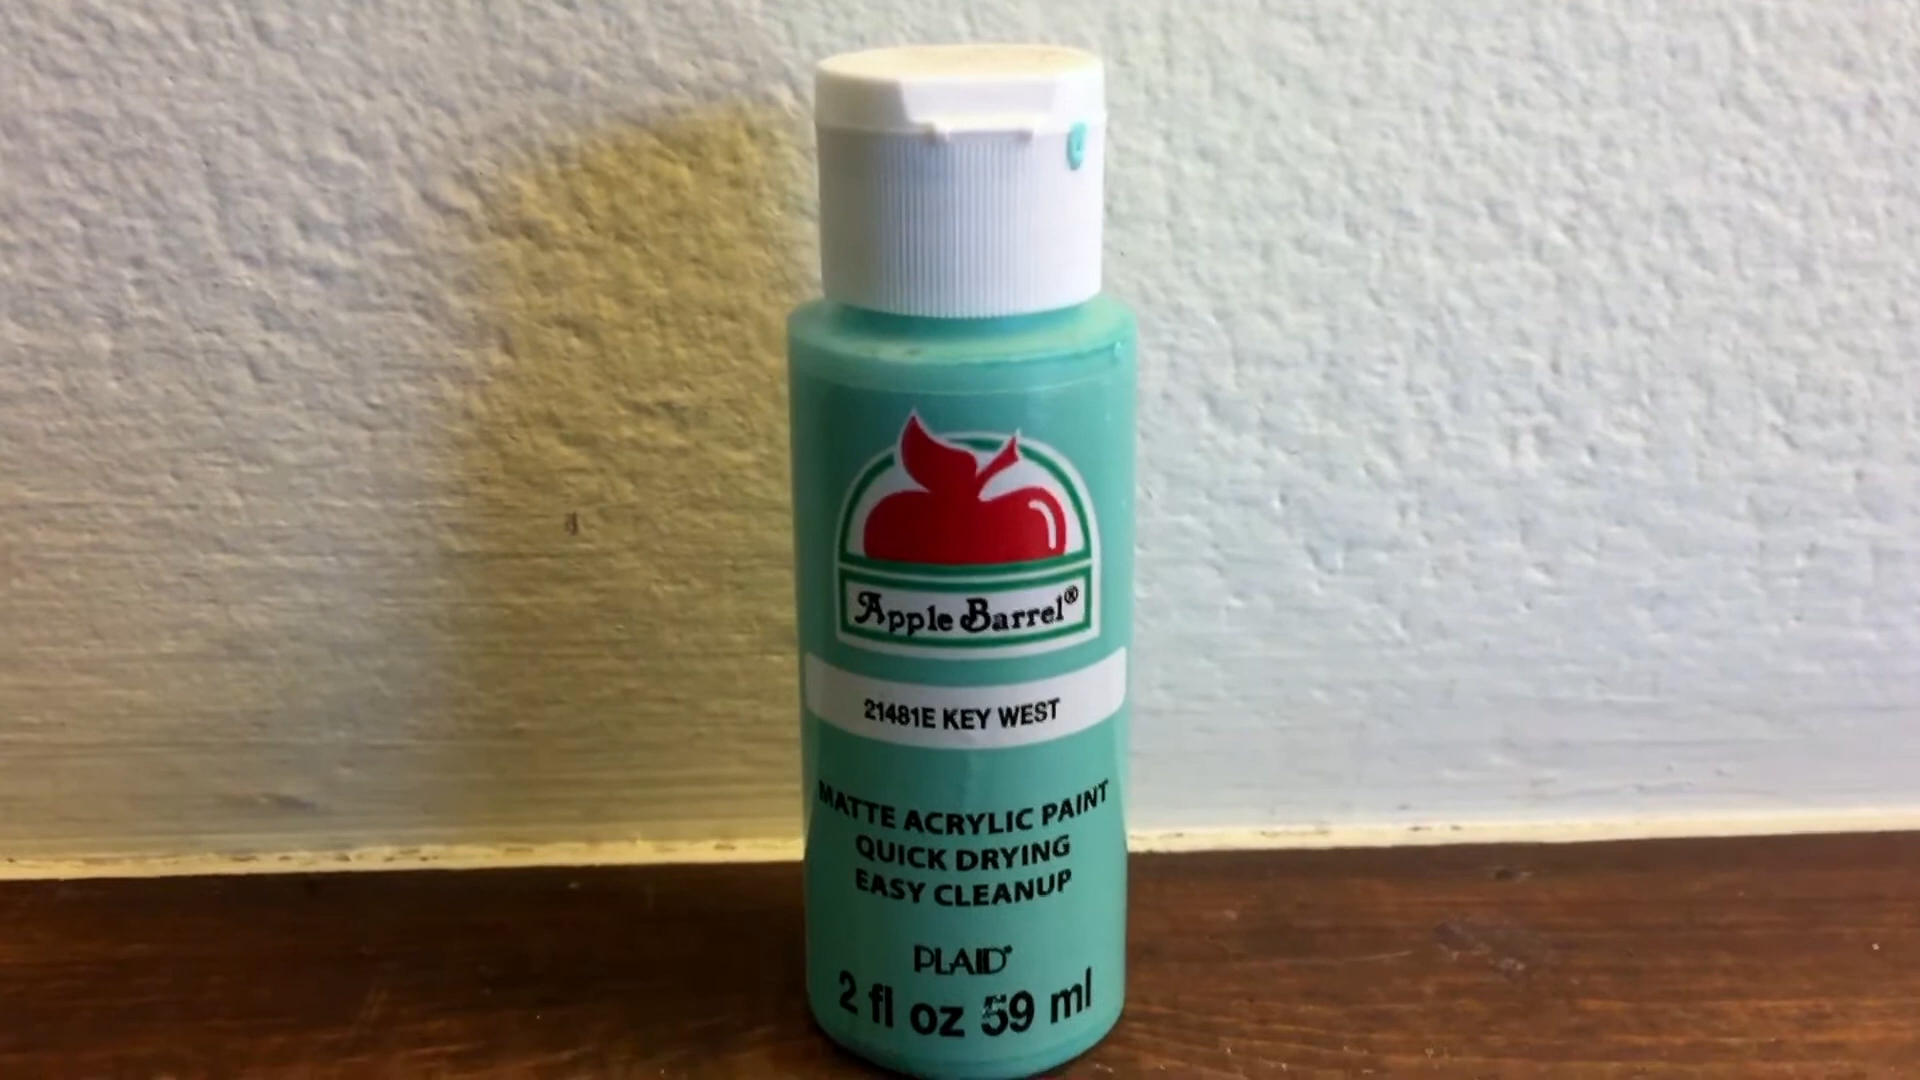 Apple Barrel®
21481E KEY WEST
MATTE ACRYLIC PAINT
QUICK DRYING
EASY CLEANUP
PLAID®
2 fl oz 59 ml